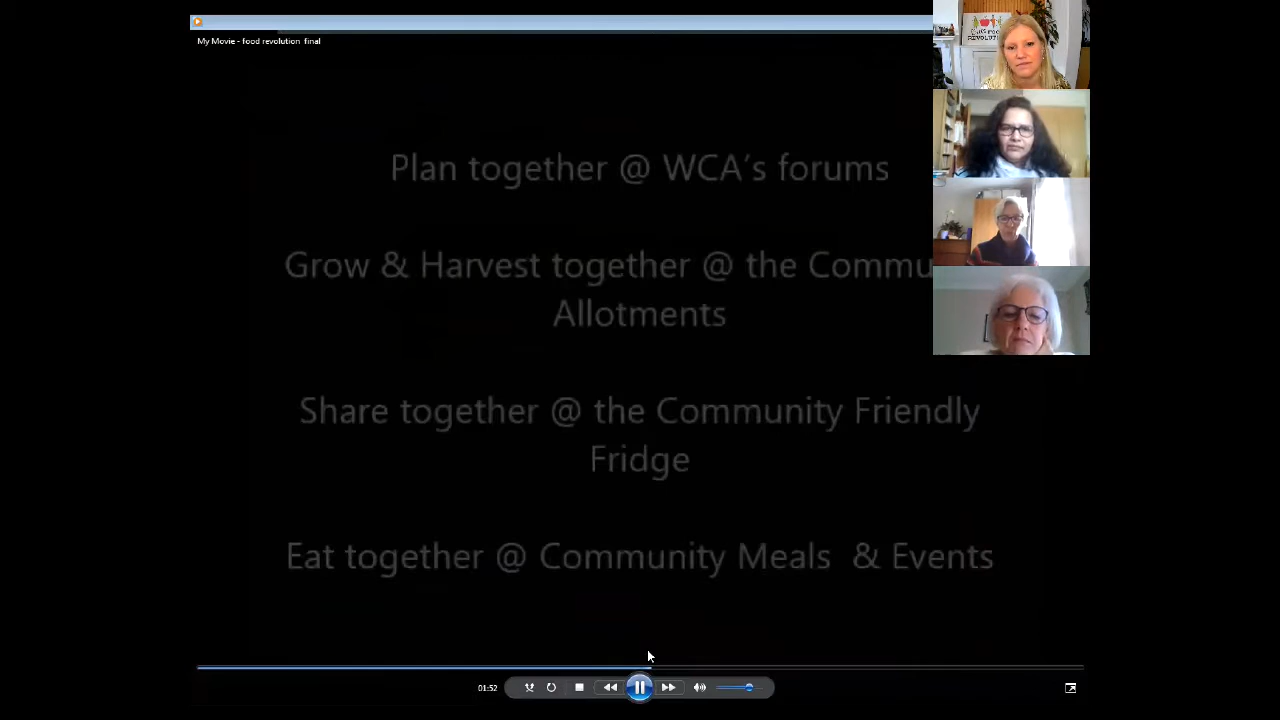 My Movie - food revolution final
Plan together @ WCA's forums
Grow & Harvest together @ the Commu
Allotments
Share together @ the Community Friendly
Fridge
Eat together @ Community Meals & Events
01:52